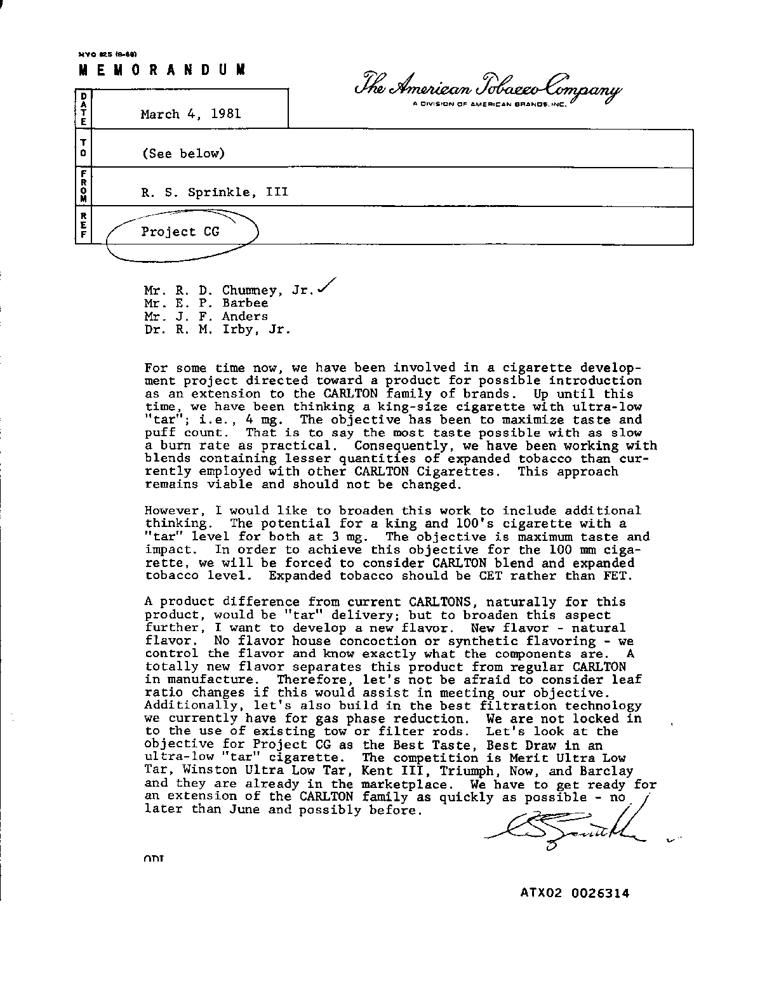 NYO 825 (6-68)
MEMORANDUM
The American Tobacco Company
A DIVISION OF AMERICAN BRANDS, INC.
DATE
March 4, 1981
TO
(See below)
FROM
R. S. Sprinkle, III
REF
Project CG
Mr. R. D. Chumney, Jr. ✓
Mr. E. P. Barbee
Mr. J. F. Anders
Dr. R. M. Irby, Jr.
For some time now, we have been involved in a cigarette develop-
ment project directed toward a product for possible introduction
as an extension to the CARLTON family of brands. Up until this
time, we have been thinking a king-size cigarette with ultra-low
"tar"; i.e., 4 mg. The objective has been to maximize taste and
puff count. That is to say the most taste possible with as slow
a burn rate as practical. Consequently, we have been working with
blends containing lesser quantities of expanded tobacco than cur-
rently employed with other CARLTON Cigarettes. This approach
remains viable and should not be changed.
However, I would like to broaden this work to include additional
thinking. The potential for a king and 100's cigarette with a
"tar" level for both at 3 mg. The objective is maximum taste and
impact. In order to achieve this objective for the 100 mm ciga-
rette, we will be forced to consider CARLTON blend and expanded
tobacco level. Expanded tobacco should be CET rather than FET.
A product difference from current CARLTONS, naturally for this
product, would be "tar" delivery; but to broaden this aspect
further, I want to develop a new flavor. New flavor - natural
flavor. No flavor house concoction or synthetic flavoring - we
control the flavor and know exactly what the components are. A
totally new flavor separates this product from regular CARLTON
in manufacture. Therefore, let's not be afraid to consider leaf
ratio changes if this would assist in meeting our objective.
Additionally, let's also build in the best filtration technology
we currently have for gas phase reduction. We are not locked in
to the use of existing tow or filter rods. Let's look at the
objective for Project CG as the Best Taste, Best Draw in an
ultra-low "tar" cigarette. The competition is Merit Ultra Low
Tar, Winston Ultra Low Tar, Kent III, Triumph, Now, and Barclay
and they are already in the marketplace. We have to get ready for
an extension of the CARLTON family as quickly as possible - no
later than June and possibly before.
ATX02 0026314